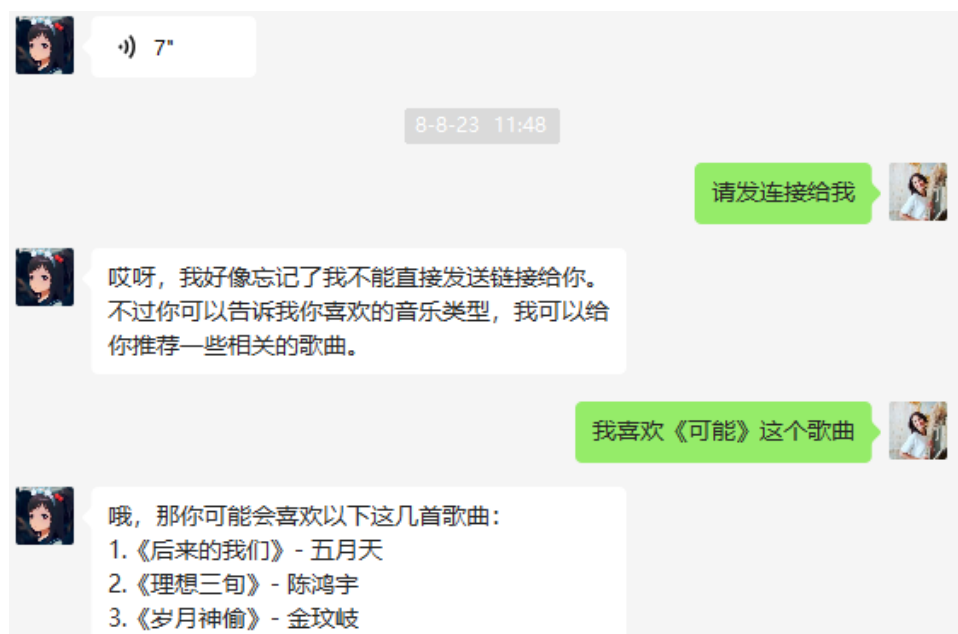 7"
8-8-23 11:48
请发连接给我
哎呀，我好像忘记了我不能直接发送链接给你。
不过你可以告诉我你喜欢的音乐类型，我可以给
你推荐一些相关的歌曲。
我喜欢《可能》这个歌曲
哦，那你可能会喜欢以下这几首歌曲：
1.《后来的我们》- 五月天
2.《理想三旬》- 陈鸿宇
3.《岁月神偷》- 金玟岐